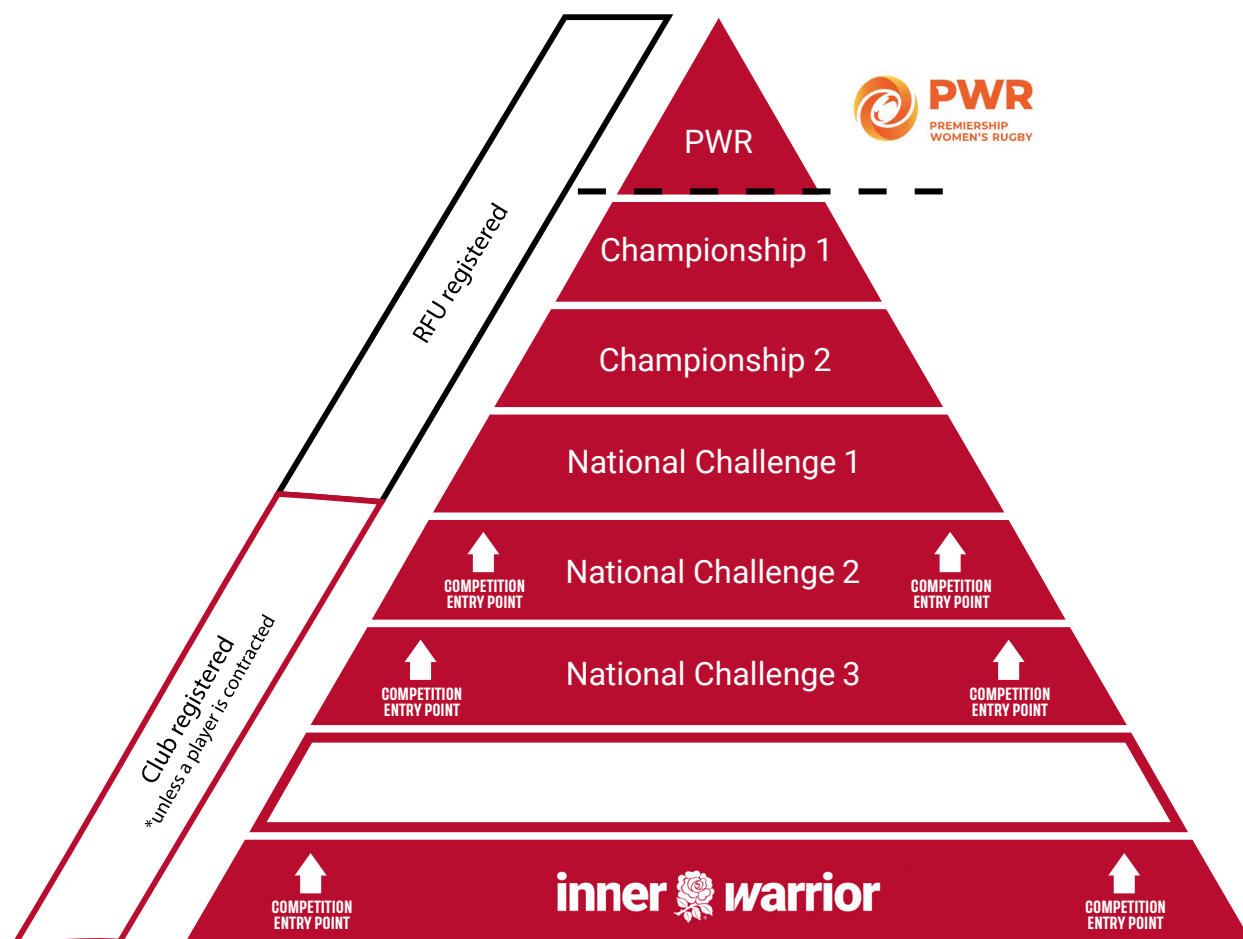 PWR
PWR
PREMIERSHIP
WOMEN'S RUGBY
RFU registered
Championship 1
Championship 2
National Challenge 1
COMPETITION
ENTRY POINT
National Challenge 2
COMPETITION
ENTRY POINT
Club registered
*unless a player is contracted
COMPETITION
ENTRY POINT
National Challenge 3
COMPETITION
ENTRY POINT
COMPETITION
ENTRY POINT
inner warrior
COMPETITION
ENTRY POINT